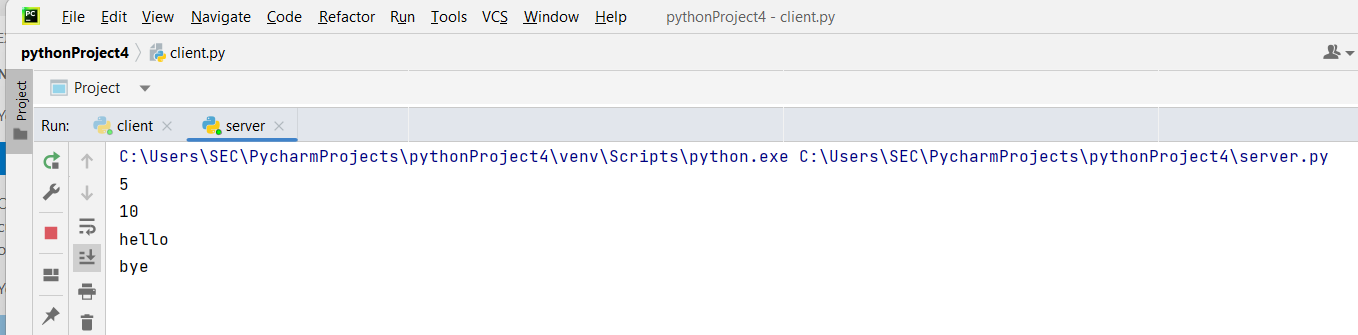 PC File Edit View Navigate Code Refactor Run Tools VCS Window Help pythonProject4 - client.py
pythonProject4 client.py
Project
Project
Run: client server
C:\Users\SEC\PycharmProjects\pythonProject4\venv\Scripts\python.exe C:\Users\SEC\PycharmProjects\pythonProject4\server.py
5
10
hello
bye